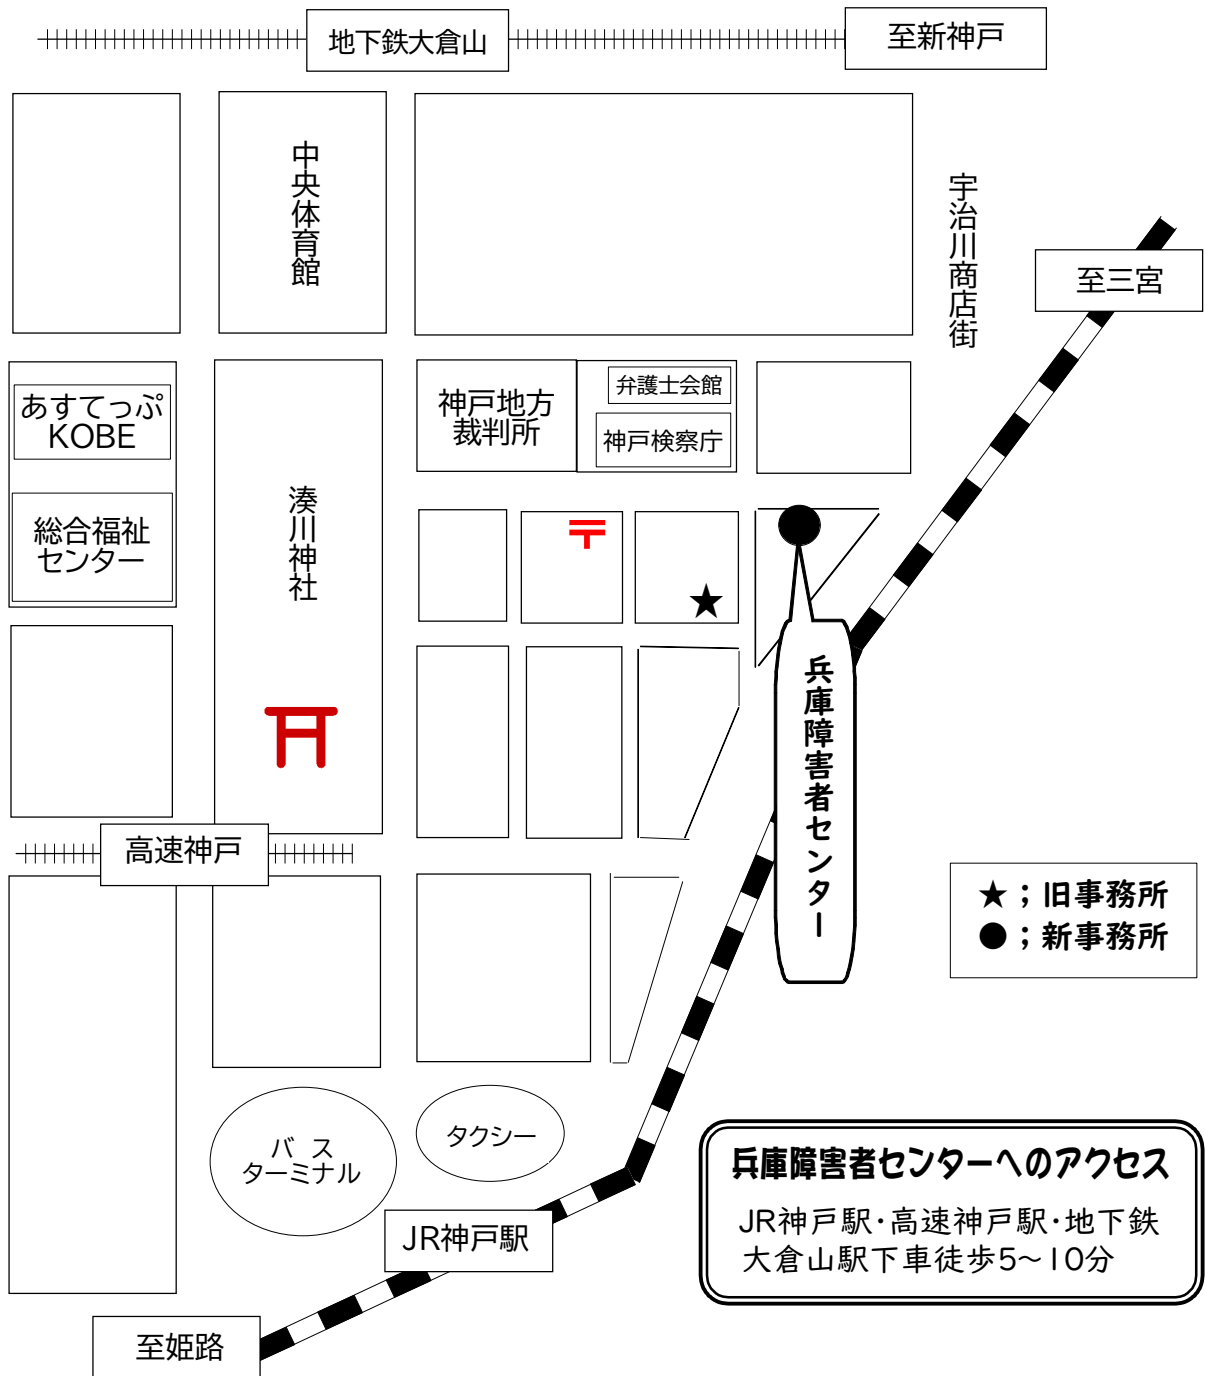 地下鉄大倉山
至新神戸
中央体育館
宇治川商店街
至三宮
あすてっぷ
KOBE
総合福祉
センター
湊川神社
神戸地方
裁判所
弁護士会館
神戸検察庁
〒
★
●
兵庫障害者センター
高速神戸
★；旧事務所
●；新事務所
バス
ターミナル
タクシー
JR神戸駅
至姫路
兵庫障害者センターへのアクセス
JR神戸駅･高速神戸駅･地下鉄
大倉山駅下車徒歩5～10分